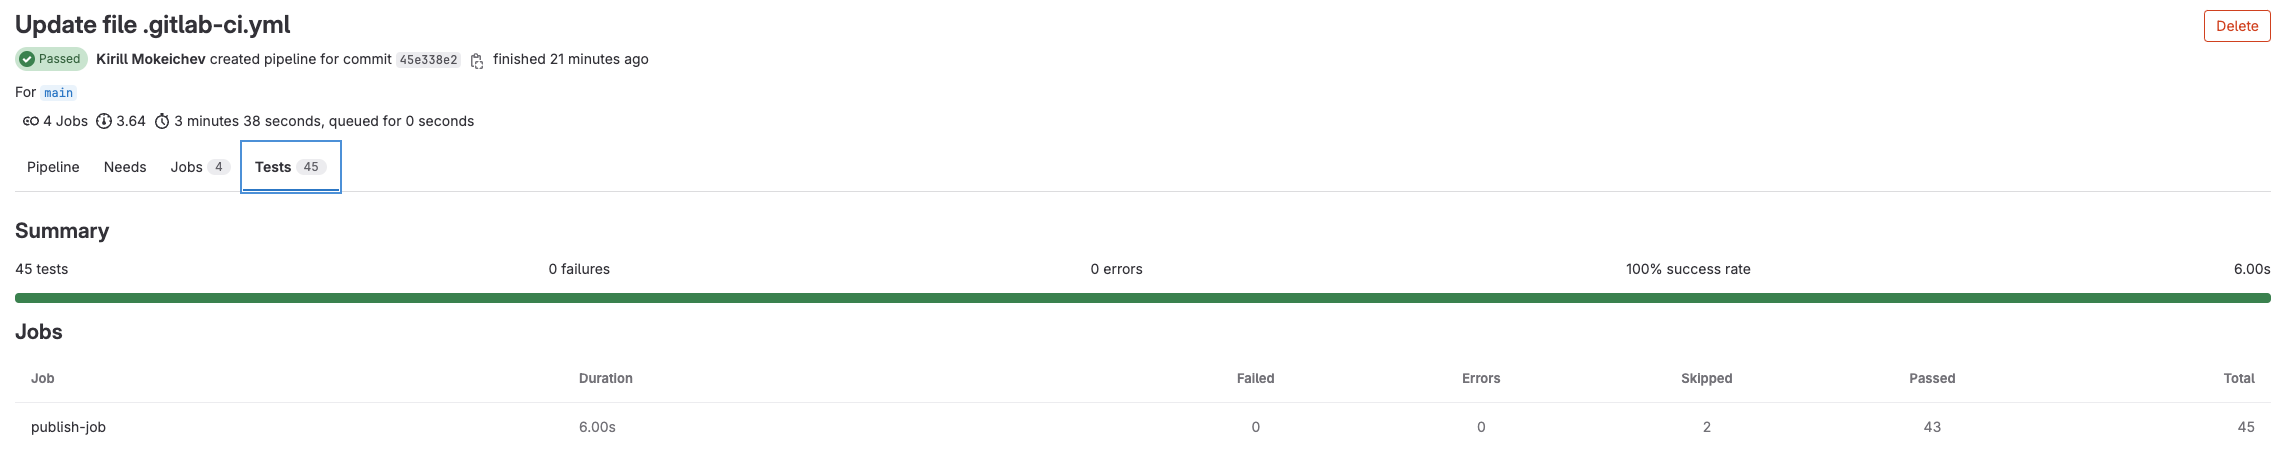 Update file .gitlab-ci.yml
Delete
Passed Kirill Mokeichev created pipeline for commit 45e338e2 finished 21 minutes ago
For main
4 Jobs 3.64 3 minutes 38 seconds, queued for 0 seconds
Pipeline Needs Jobs 4 Tests 45
Summary
45 tests 0 failures 0 errors 100% success rate 6.00s
Jobs
Job Duration Failed Errors Skipped Passed Total
publish-job 6.00s 0 0 2 43 45